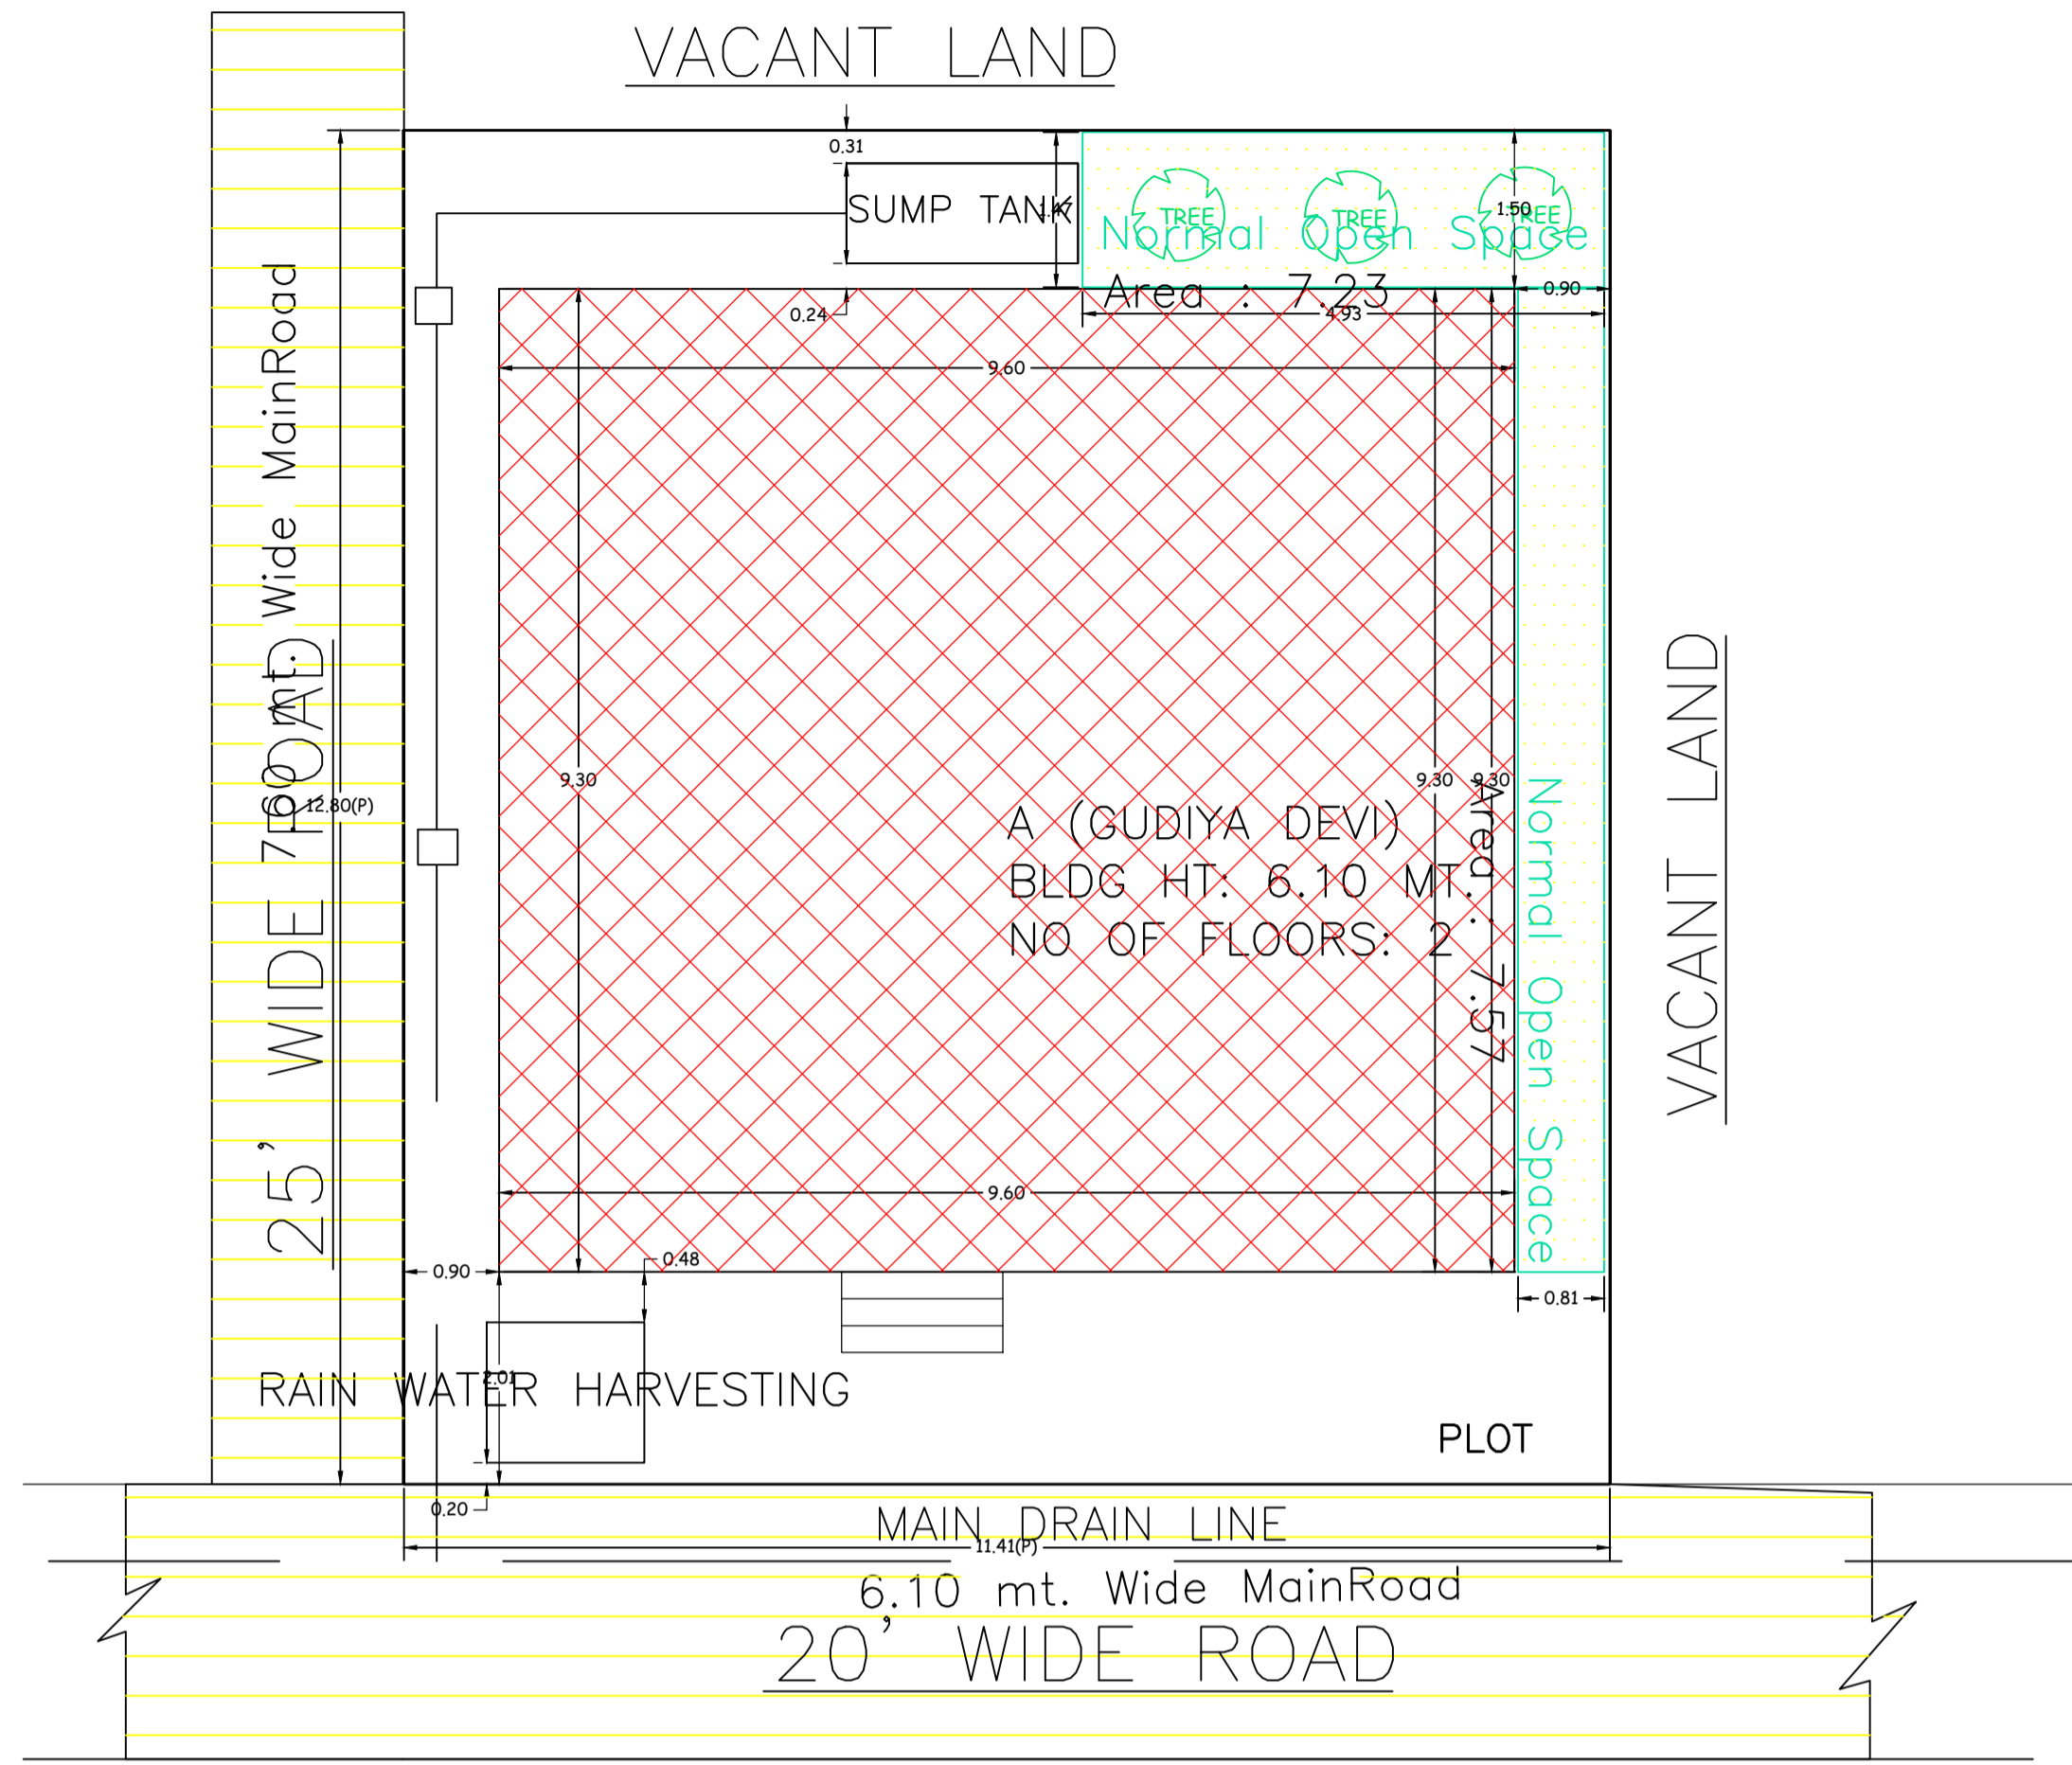 VACANT LAND
0.31
SUMP TANK
1.47
TREE
TREE
TREE
1.50
Normal Open Space
Area : 7.23
0.90
0.24
4.93
9.60
7.60 mt. Wide MainRoad
25' WIDE ROAD
12.80(P)
9.30
9.30
9.30
A (GUDIYA DEVI)
BLDG HT: 6.10 MT.
NO OF FLOORS: 2
Area : 7.57
Normal Open Space
VACANT LAND
9.60
0.90
0.48
0.81
2.01
RAIN WATER HARVESTING
PLOT
0.20
MAIN DRAIN LINE
11.41(P)
6.10 mt. Wide MainRoad
20' WIDE ROAD